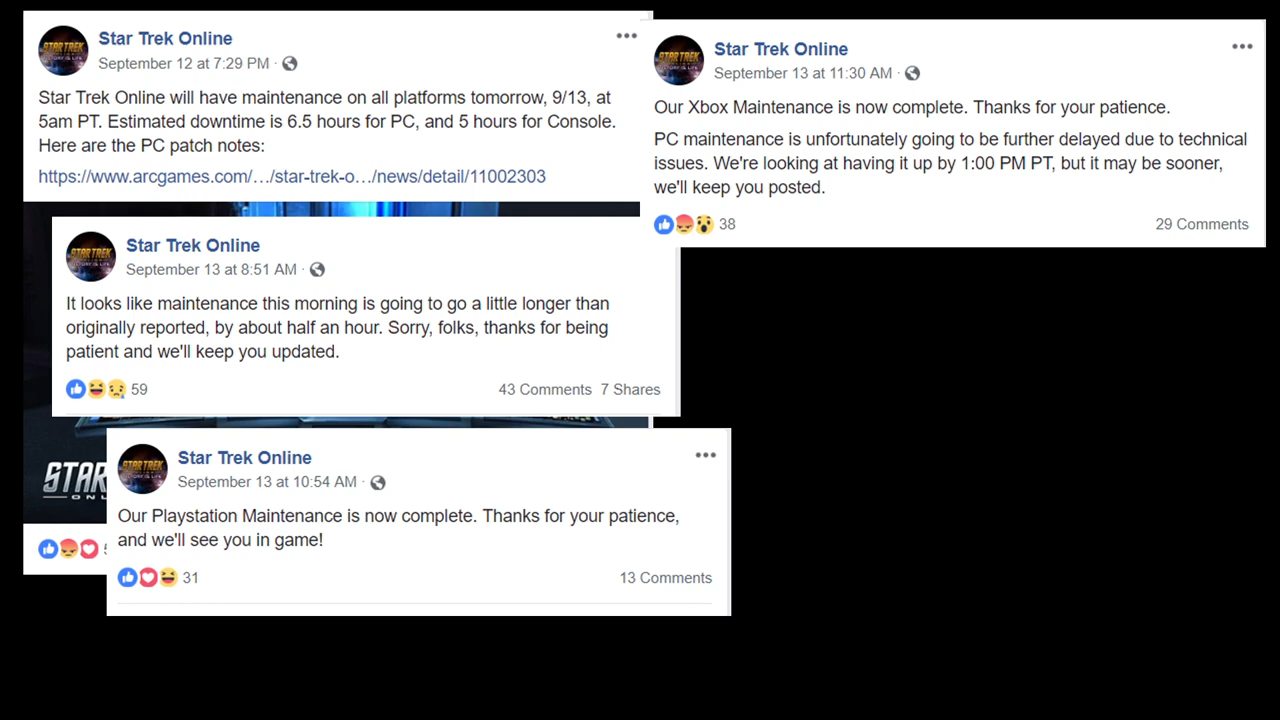 Star Trek Online
September 12 at 7:29 PM ·
Star Trek Online will have maintenance on all platforms tomorrow, 9/13, at
5am PT. Estimated downtime is 6.5 hours for PC, and 5 hours for Console.
Here are the PC patch notes:
https://www.arcgames.com/…/star-trek-o…/news/detail/11002303
Star Trek Online
September 13 at 8:51 AM ·
It looks like maintenance this morning is going to go a little longer than
originally reported, by about half an hour. Sorry, folks, thanks for being
patient and we'll keep you updated.
59
43 Comments 7 Shares
STAR
Star Trek Online
September 13 at 10:54 AM ·
Our Playstation Maintenance is now complete. Thanks for your patience,
and we'll see you in game!
31
13 Comments
Star Trek Online
September 13 at 11:30 AM ·
Our Xbox Maintenance is now complete. Thanks for your patience.
PC maintenance is unfortunately going to be further delayed due to technical
issues. We're looking at having it up by 1:00 PM PT, but it may be sooner,
we'll keep you posted.
38
29 Comments